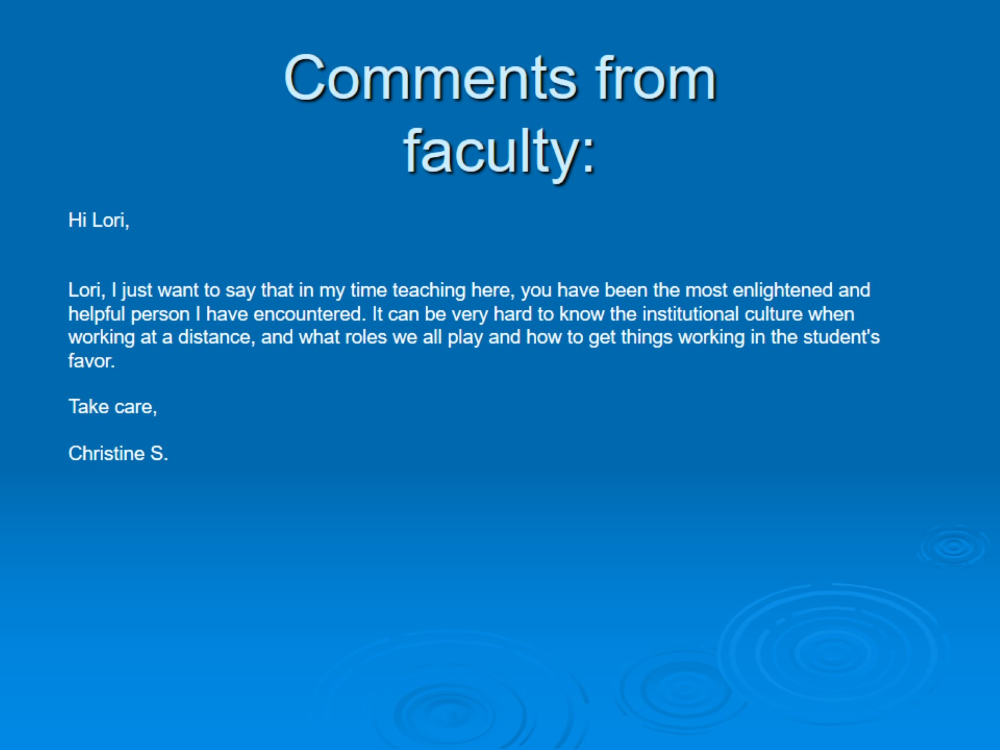 Comments from
faculty:
Hi Lori,
Lori, I just want to say that in my time teaching here, you have been the most enlightened and
helpful person I have encountered. It can be very hard to know the institutional culture when
working at a distance, and what roles we all play and how to get things working in the student's
favor.
Take care,
Christine S.